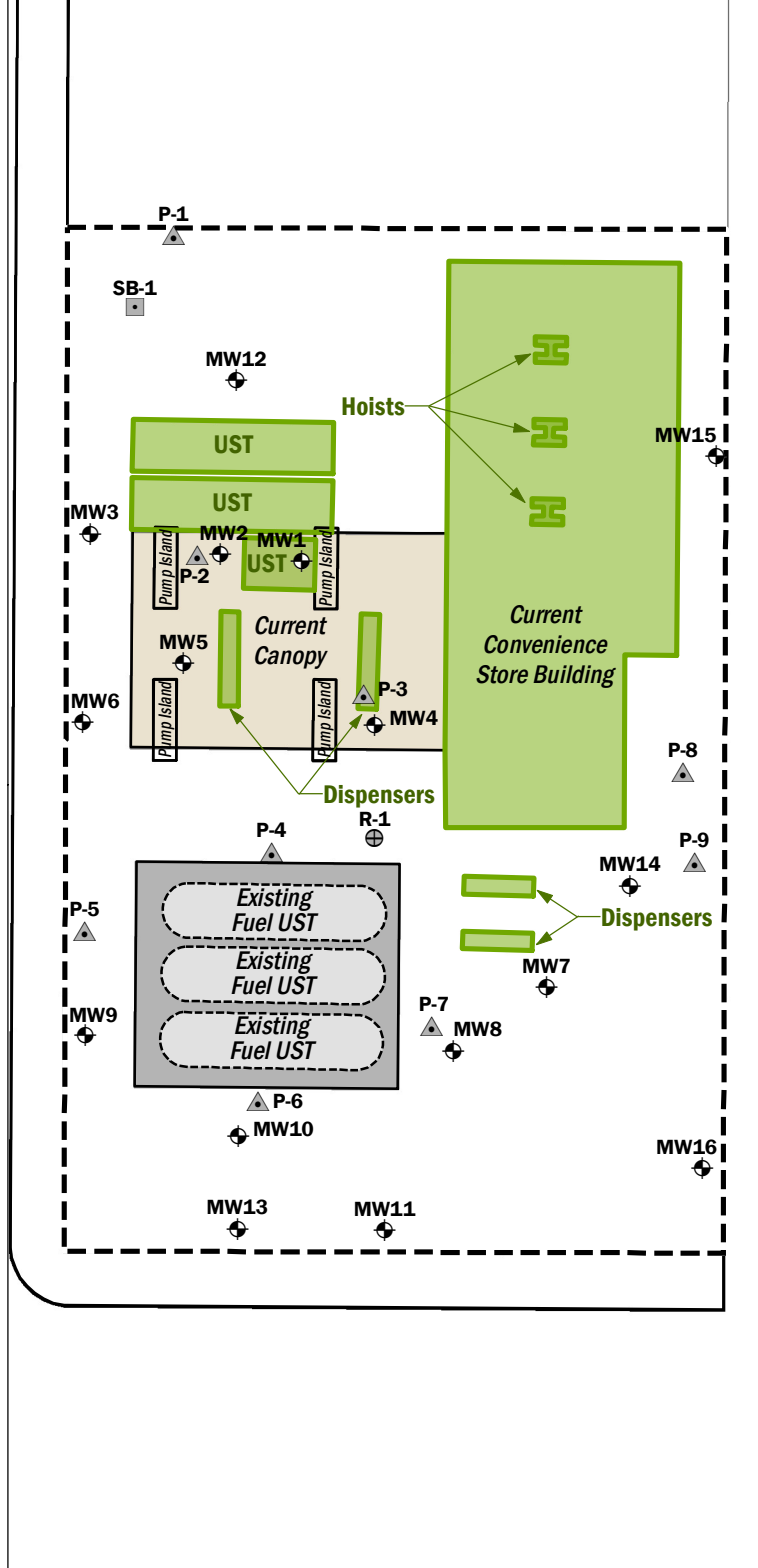 P-1
SB-1
MW12
Hoists
MW15
UST
UST
MW3
MW2
MW1
UST
P-2
Pump Island
Pump Island
Current
Canopy
MW5
P-3
MW4
MW6
Pump Island
Pump Island
Current
Convenience
Store Building
P-8
Dispensers
R-1
P-4
P-9
MW14
Existing
Fuel UST
P-5
Dispensers
Existing
Fuel UST
MW7
P-7
MW9
Existing
Fuel UST
MW8
P-6
MW10
MW16
MW13
MW11